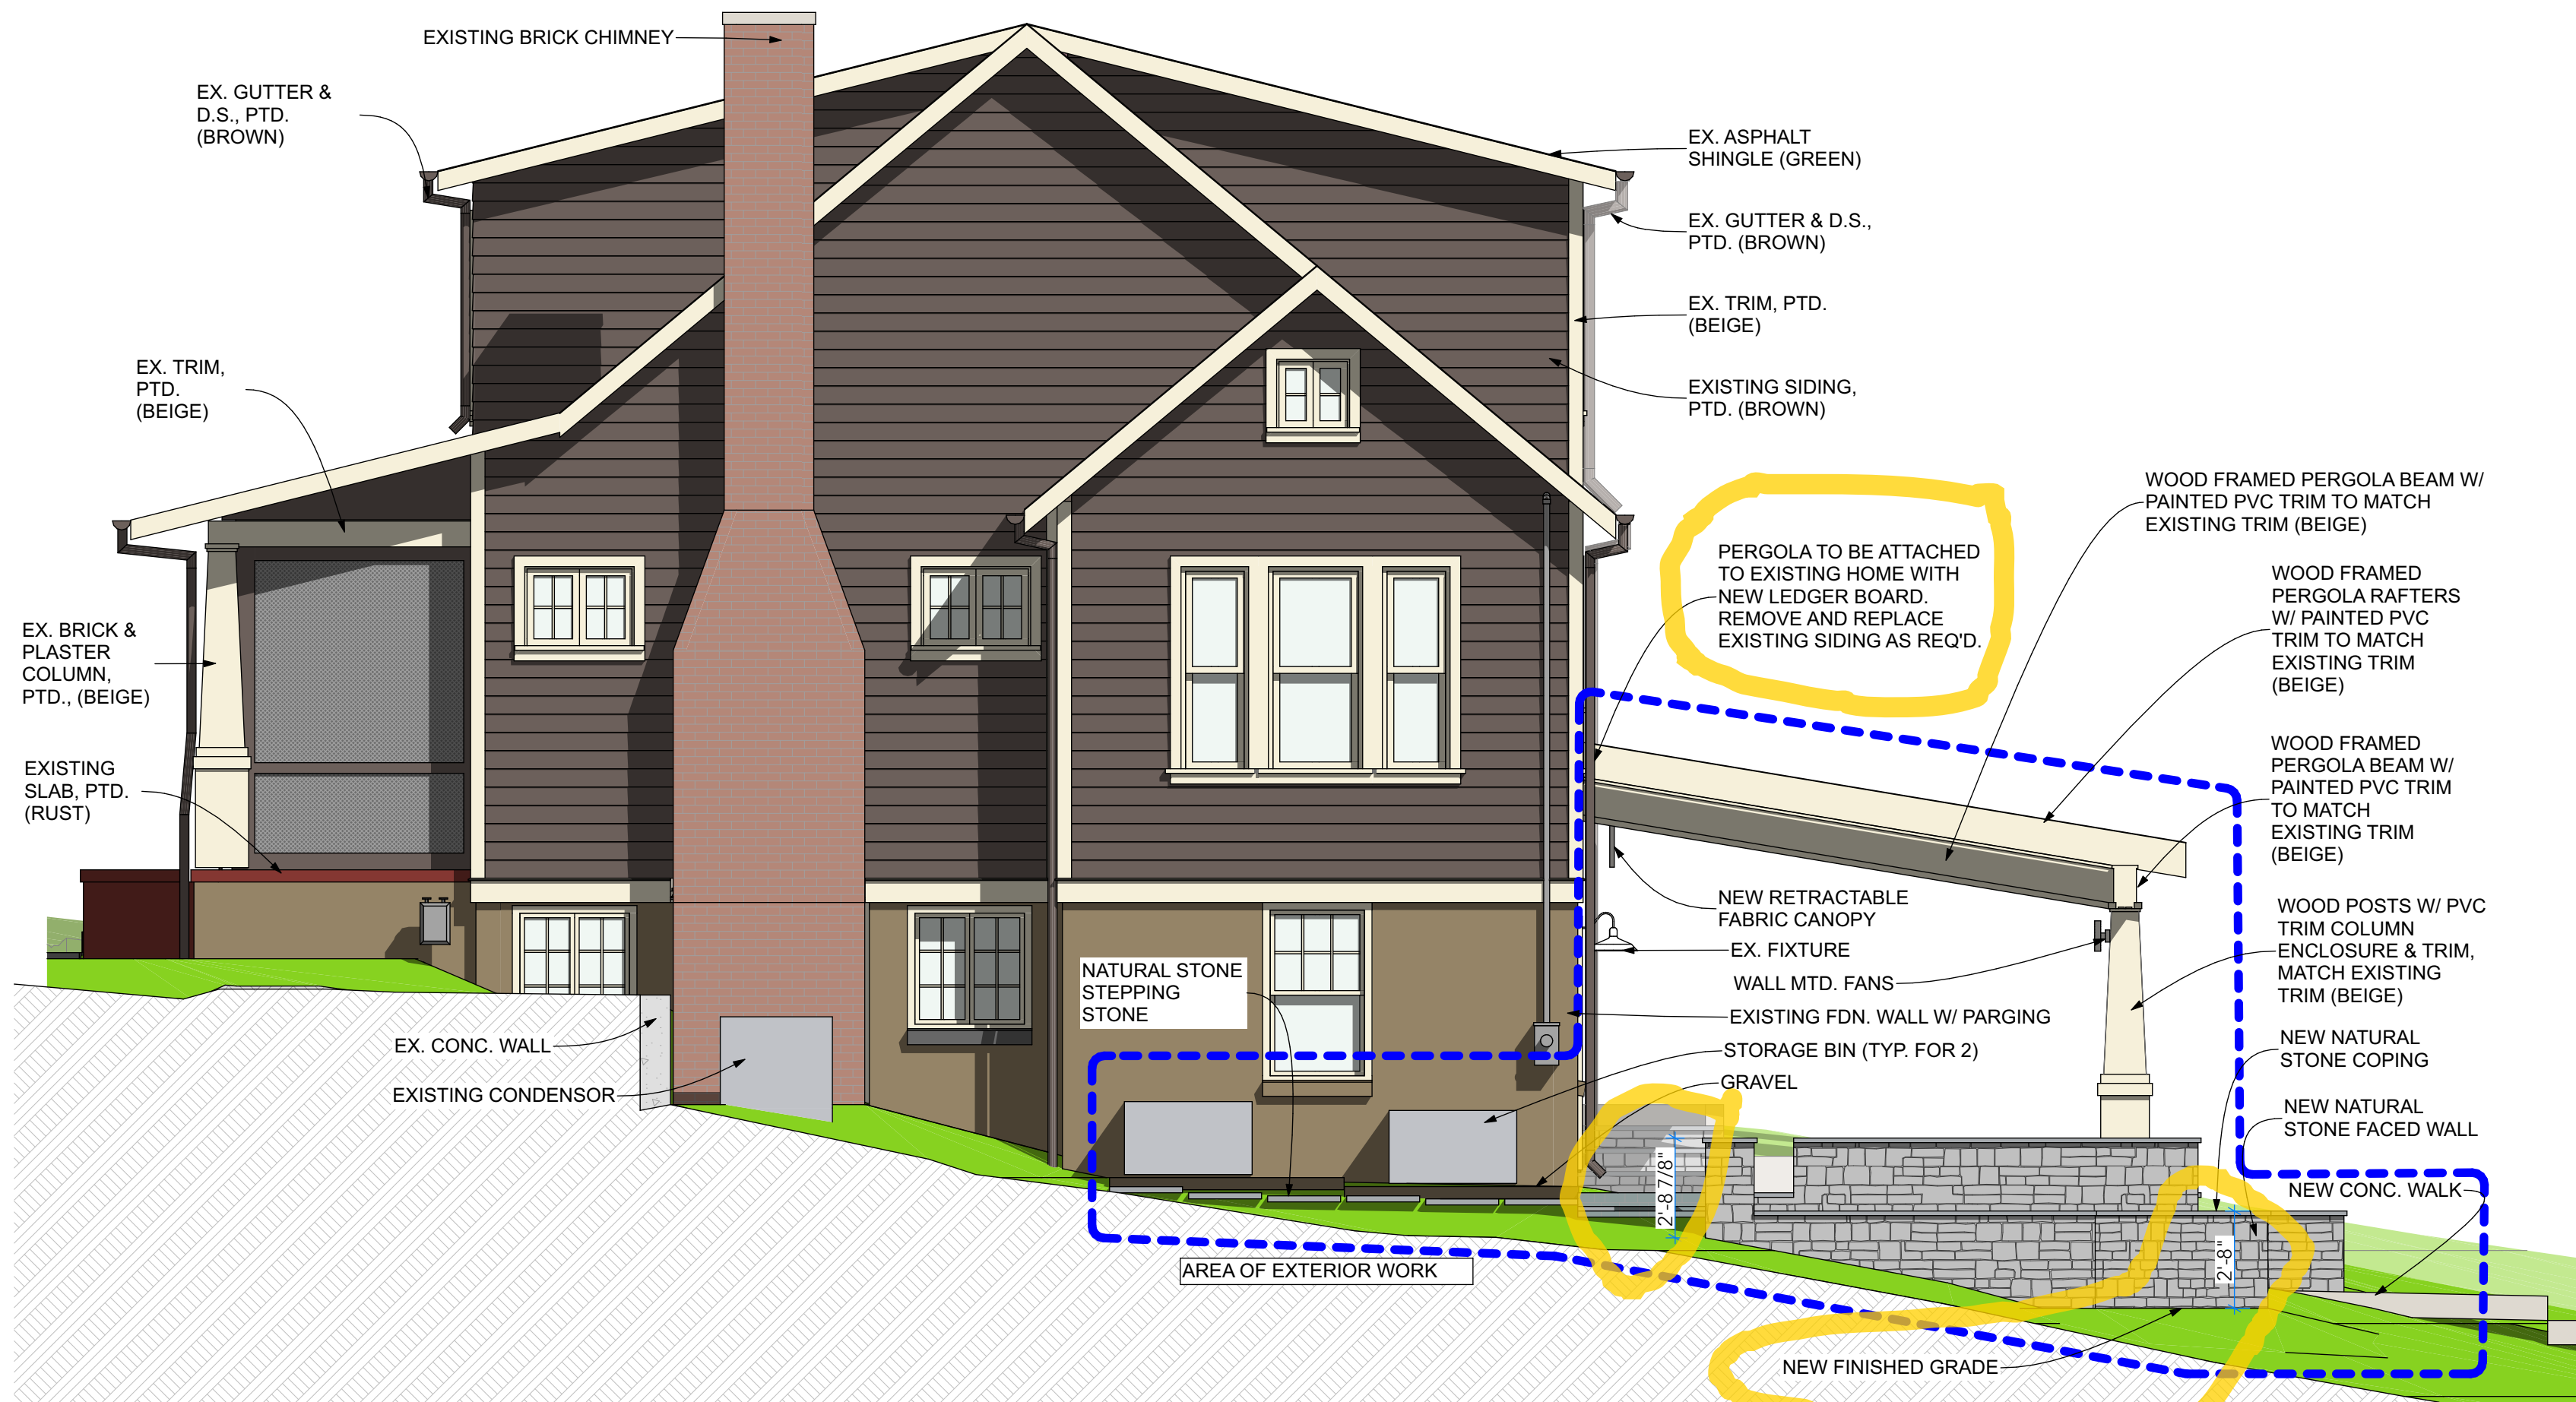 EXISTING BRICK CHIMNEY
EX. GUTTER &
D.S., PTD.
(BROWN)
EX. TRIM,
PTD.
(BEIGE)
EX. BRICK &
PLASTER
COLUMN,
PTD., (BEIGE)
EXISTING
SLAB, PTD.
(RUST)
EX. CONC. WALL
EXISTING CONDENSOR
NATURAL STONE
STEPPING
STONE
AREA OF EXTERIOR WORK
EX. ASPHALT
SHINGLE (GREEN)
EX. GUTTER & D.S.,
PTD. (BROWN)
EX. TRIM, PTD.
(BEIGE)
EXISTING SIDING,
PTD. (BROWN)
PERGOLA TO BE ATTACHED
TO EXISTING HOME WITH
NEW LEDGER BOARD.
REMOVE AND REPLACE
EXISTING SIDING AS REQ'D.
NEW RETRACTABLE
FABRIC CANOPY
EX. FIXTURE
WALL MTD. FANS
EXISTING FDN. WALL W/ PARGING
STORAGE BIN (TYP. FOR 2)
GRAVEL
2'-8 7/8"
WOOD FRAMED PERGOLA BEAM W/
PAINTED PVC TRIM TO MATCH
EXISTING TRIM (BEIGE)
WOOD FRAMED
PERGOLA RAFTERS
W/ PAINTED PVC
TRIM TO MATCH
EXISTING TRIM
(BEIGE)
WOOD FRAMED
PERGOLA BEAM W/
PAINTED PVC TRIM
TO MATCH
EXISTING TRIM
(BEIGE)
WOOD POSTS W/ PVC
TRIM COLUMN
ENCLOSURE & TRIM,
MATCH EXISTING
TRIM (BEIGE)
NEW NATURAL
STONE COPING
NEW NATURAL
STONE FACED WALL
NEW CONC. WALK
2'-8"
NEW FINISHED GRADE